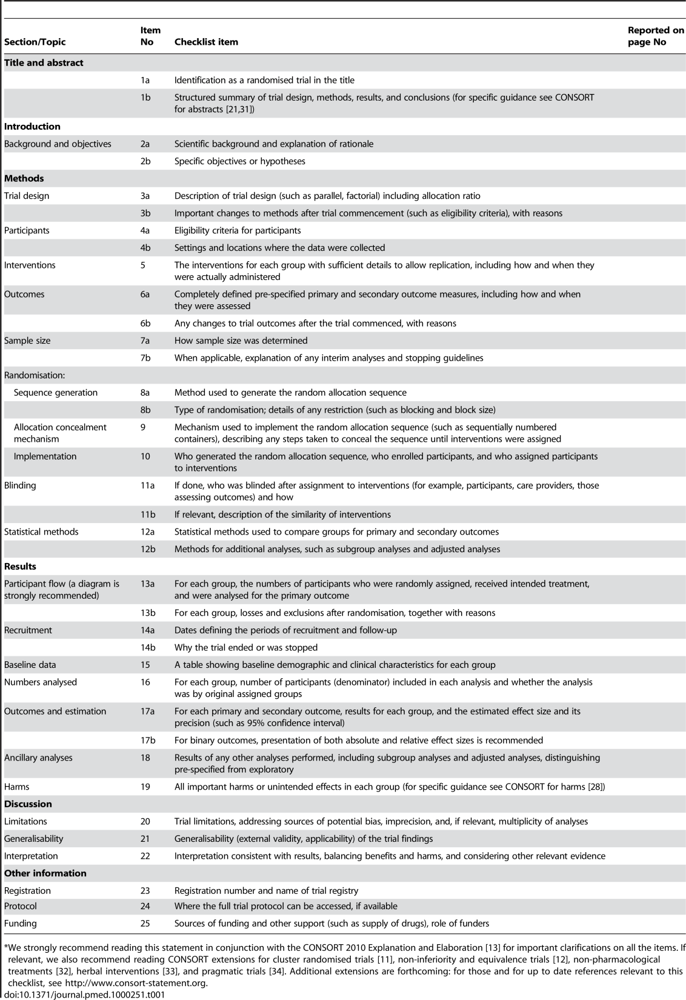 Section/Topic Item No Checklist item Reported on page No
Title and abstract
1a Identification as a randomised trial in the title
1b Structured summary of trial design, methods, results, and conclusions (for specific guidance see CONSORT
for abstracts [21,31])
Introduction
Background and objectives 2a Scientific background and explanation of rationale
2b Specific objectives or hypotheses
Methods
Trial design 3a Description of trial design (such as parallel, factorial) including allocation ratio
3b Important changes to methods after trial commencement (such as eligibility criteria), with reasons
Participants 4a Eligibility criteria for participants
4b Settings and locations where the data were collected
Interventions 5 The interventions for each group with sufficient details to allow replication, including how and when they
were actually administered
Outcomes 6a Completely defined pre-specified primary and secondary outcome measures, including how and when
they were assessed
6b Any changes to trial outcomes after the trial commenced, with reasons
Sample size 7a How sample size was determined
7b When applicable, explanation of any interim analyses and stopping guidelines
Randomisation:
Sequence generation 8a Method used to generate the random allocation sequence
8b Type of randomisation; details of any restriction (such as blocking and block size)
Allocation concealment 9 Mechanism used to implement the random allocation sequence (such as sequentially numbered
mechanism containers), describing any steps taken to conceal the sequence until interventions were assigned
Implementation 10 Who generated the random allocation sequence, who enrolled participants, and who assigned participants
to interventions
Blinding 11a If done, who was blinded after assignment to interventions (for example, participants, care providers, those
assessing outcomes) and how
11b If relevant, description of the similarity of interventions
Statistical methods 12a Statistical methods used to compare groups for primary and secondary outcomes
12b Methods for additional analyses, such as subgroup analyses and adjusted analyses
Results
Participant flow (a diagram is 13a For each group, the numbers of participants who were randomly assigned, received intended treatment,
strongly recommended) and were analysed for the primary outcome
13b For each group, losses and exclusions after randomisation, together with reasons
Recruitment 14a Dates defining the periods of recruitment and follow-up
14b Why the trial ended or was stopped
Baseline data 15 A table showing baseline demographic and clinical characteristics for each group
Numbers analysed 16 For each group, number of participants (denominator) included in each analysis and whether the analysis
was by original assigned groups
Outcomes and estimation 17a For each primary and secondary outcome, results for each group, and the estimated effect size and its
precision (such as 95% confidence interval)
17b For binary outcomes, presentation of both absolute and relative effect sizes is recommended
Ancillary analyses 18 Results of any other analyses performed, including subgroup analyses and adjusted analyses, distinguishing
pre-specified from exploratory
Harms 19 All important harms or unintended effects in each group (for specific guidance see CONSORT for harms [28])
Discussion
Limitations 20 Trial limitations, addressing sources of potential bias, imprecision, and, if relevant, multiplicity of analyses
Generalisability 21 Generalisability (external validity, applicability) of the trial findings
Interpretation 22 Interpretation consistent with results, balancing benefits and harms, and considering other relevant evidence
Other information
Registration 23 Registration number and name of trial registry
Protocol 24 Where the full trial protocol can be accessed, if available
Funding 25 Sources of funding and other support (such as supply of drugs), role of funders
*We strongly recommend reading this statement in conjunction with the CONSORT 2010 Explanation and Elaboration [13] for important clarifications on all the items. If
relevant, we also recommend reading CONSORT extensions for cluster randomised trials [11], non-inferiority and equivalence trials [12], non-pharmacological
treatments [32], herbal interventions [33], and pragmatic trials [34]. Additional extensions are forthcoming: for those and for up to date references relevant to this
checklist, see http://www.consort-statement.org.
doi:10.1371/journal.pmed.1000251.t001